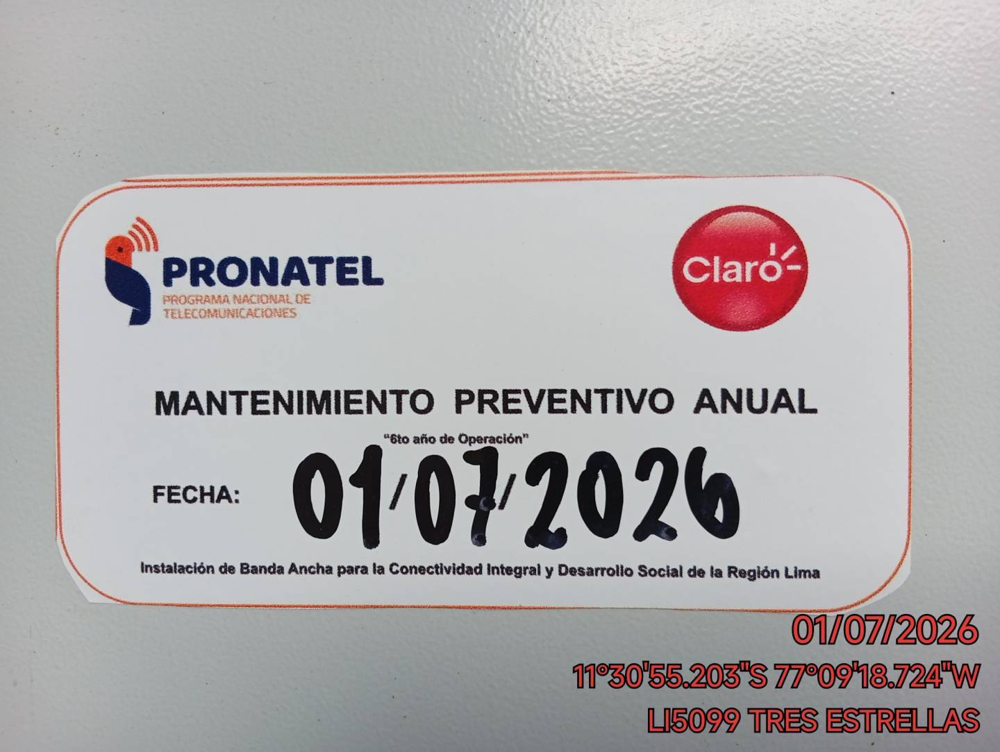 PRONATEL
PROGRAMA NACIONAL DE
TELECOMUNICACIONES
Claro
MANTENIMIENTO PREVENTIVO ANUAL
"6to año de Operación"
FECHA: 01/07/2026
Instalación de Banda Ancha para la Conectividad Integral y Desarrollo Social de la Región Lima
01/07/2026
11°30'55.203"S 77°09'18.724"W
LI5099 TRES ESTRELLAS